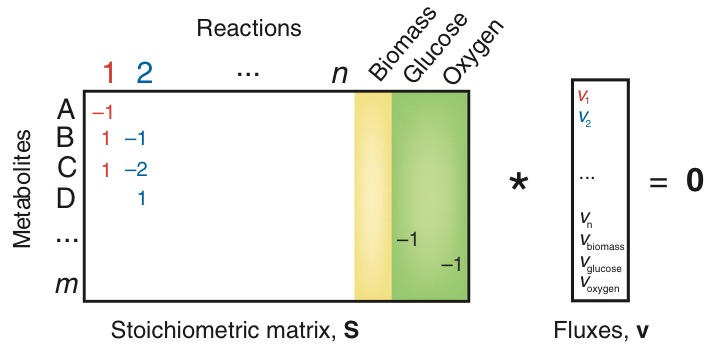 Reactions
1 2 ... n Biomass Glucose Oxygen
Metabolites
A −1
B 1 −1
C 1 −2
D 1
... −1
−1
m
*
v1
v2
...
vn
vbiomass
vglucose
voxygen
= 0
Stoichiometric matrix, S
Fluxes, v